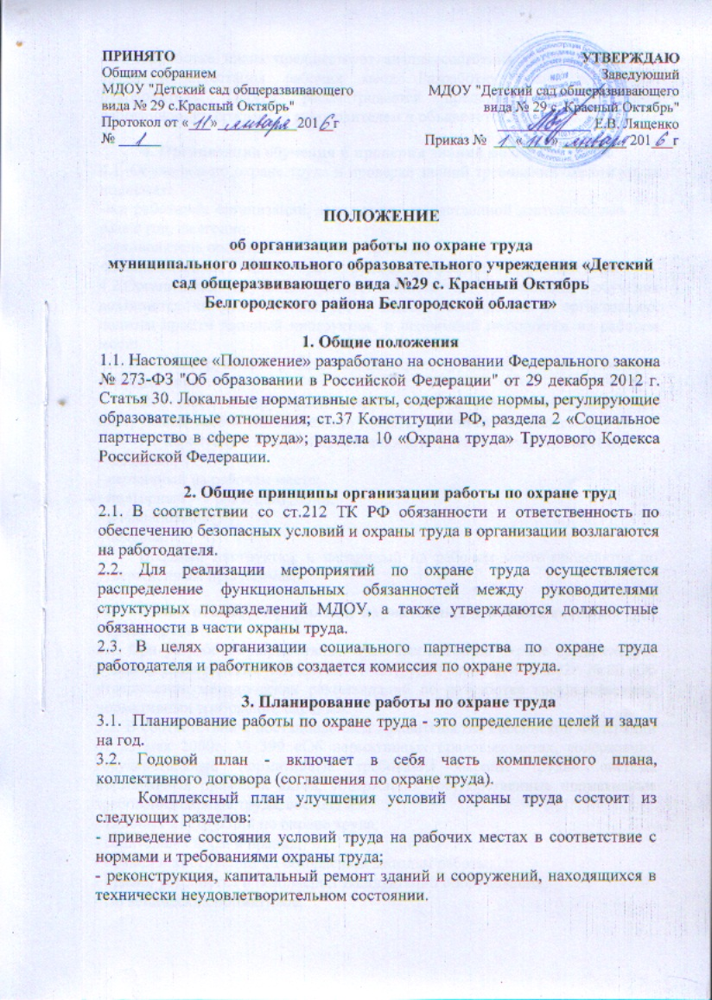 ПРИНЯТО
Общим собранием
МДОУ "Детский сад общеразвивающего
вида № 29 с.Красный Октябрь"
Протокол от « 11 » января 2016г
№ 1
УТВЕРЖДАЮ
Заведующий
МДОУ "Детский сад общеразвивающего
вида № 29 с. Красный Октябрь"
Е.В. Лященко
Приказ № 1 « 11 » января 2016 г
ПОЛОЖЕНИЕ
об организации работы по охране труда
муниципального дошкольного образовательного учреждения «Детский
сад общеразвивающего вида №29 с. Красный Октябрь
Белгородского района Белгородской области»
1. Общие положения
1.1. Настоящее «Положение» разработано на основании Федерального закона
№ 273-ФЗ "Об образовании в Российской Федерации" от 29 декабря 2012 г.
Статья 30. Локальные нормативные акты, содержащие нормы, регулирующие
образовательные отношения; ст.37 Конституции РФ, раздела 2 «Социальное
партнерство в сфере труда»; раздела 10 «Охрана труда» Трудового Кодекса
Российской Федерации.
2. Общие принципы организации работы по охране труд
2.1. В соответствии со ст.212 ТК РФ обязанности и ответственность по
обеспечению безопасных условий и охраны труда в организации возлагаются
на работодателя.
2.2. Для реализации мероприятий по охране труда осуществляется
распределение функциональных обязанностей между руководителями
структурных подразделений МДОУ, а также утверждаются должностные
обязанности в части охраны труда.
2.3. В целях организации социального партнерства по охране труда
работодателя и работников создается комиссия по охране труда.
3. Планирование работы по охране труда
3.1. Планирование работы по охране труда - это определение целей и задач
на год.
3.2. Годовой план - включает в себя часть комплексного плана,
коллективного договора (соглашения по охране труда).
Комплексный план улучшения условий охраны труда состоит из
следующих разделов:
- приведение состояния условий труда на рабочих местах в соответствие с
нормами и требованиями охраны труда;
- реконструкция, капитальный ремонт зданий и сооружений, находящихся в
технически неудовлетворительном состоянии.